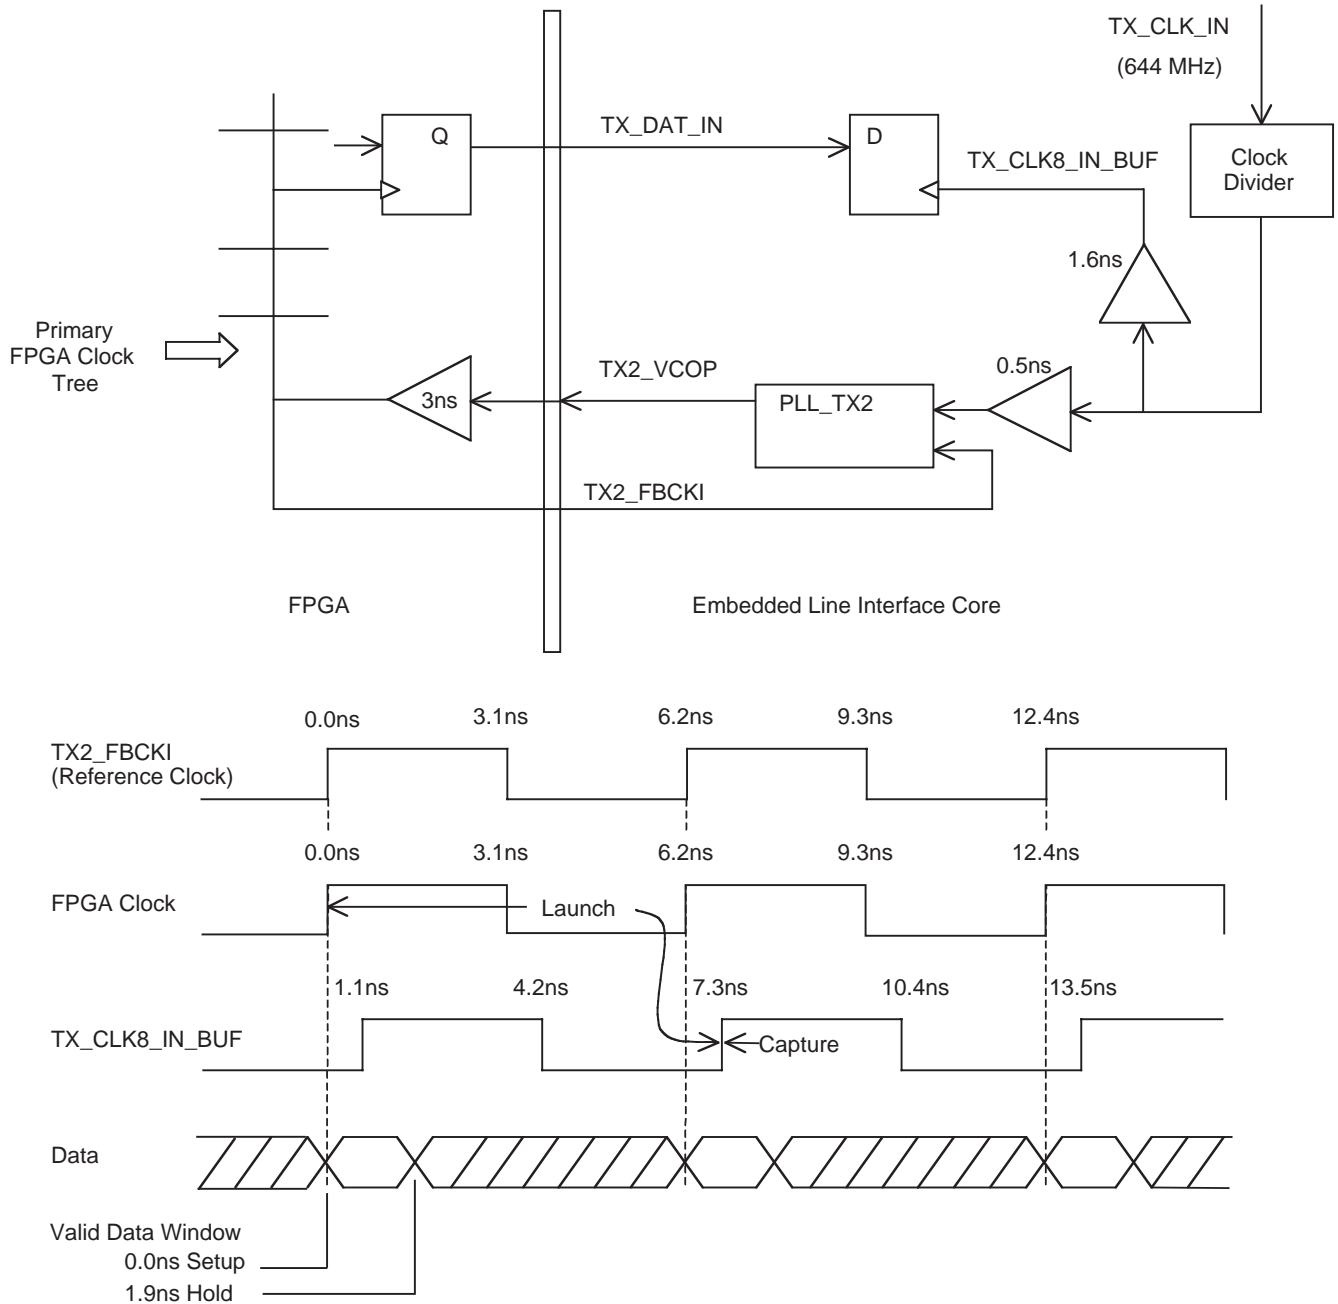 TX_CLK_IN
(644 MHz)
Q
TX_DAT_IN
D
TX_CLK8_IN_BUF
Clock
Divider
1.6ns
Primary
FPGA Clock
Tree
3ns
TX2_VCOP
PLL_TX2
0.5ns
TX2_FBCKI
FPGA
Embedded Line Interface Core
0.0ns
3.1ns
6.2ns
9.3ns
12.4ns
TX2_FBCKI
(Reference Clock)
0.0ns
3.1ns
6.2ns
9.3ns
12.4ns
FPGA Clock
Launch
1.1ns
4.2ns
7.3ns
10.4ns
13.5ns
TX_CLK8_IN_BUF
Capture
Data
Valid Data Window
0.0ns Setup
1.9ns Hold